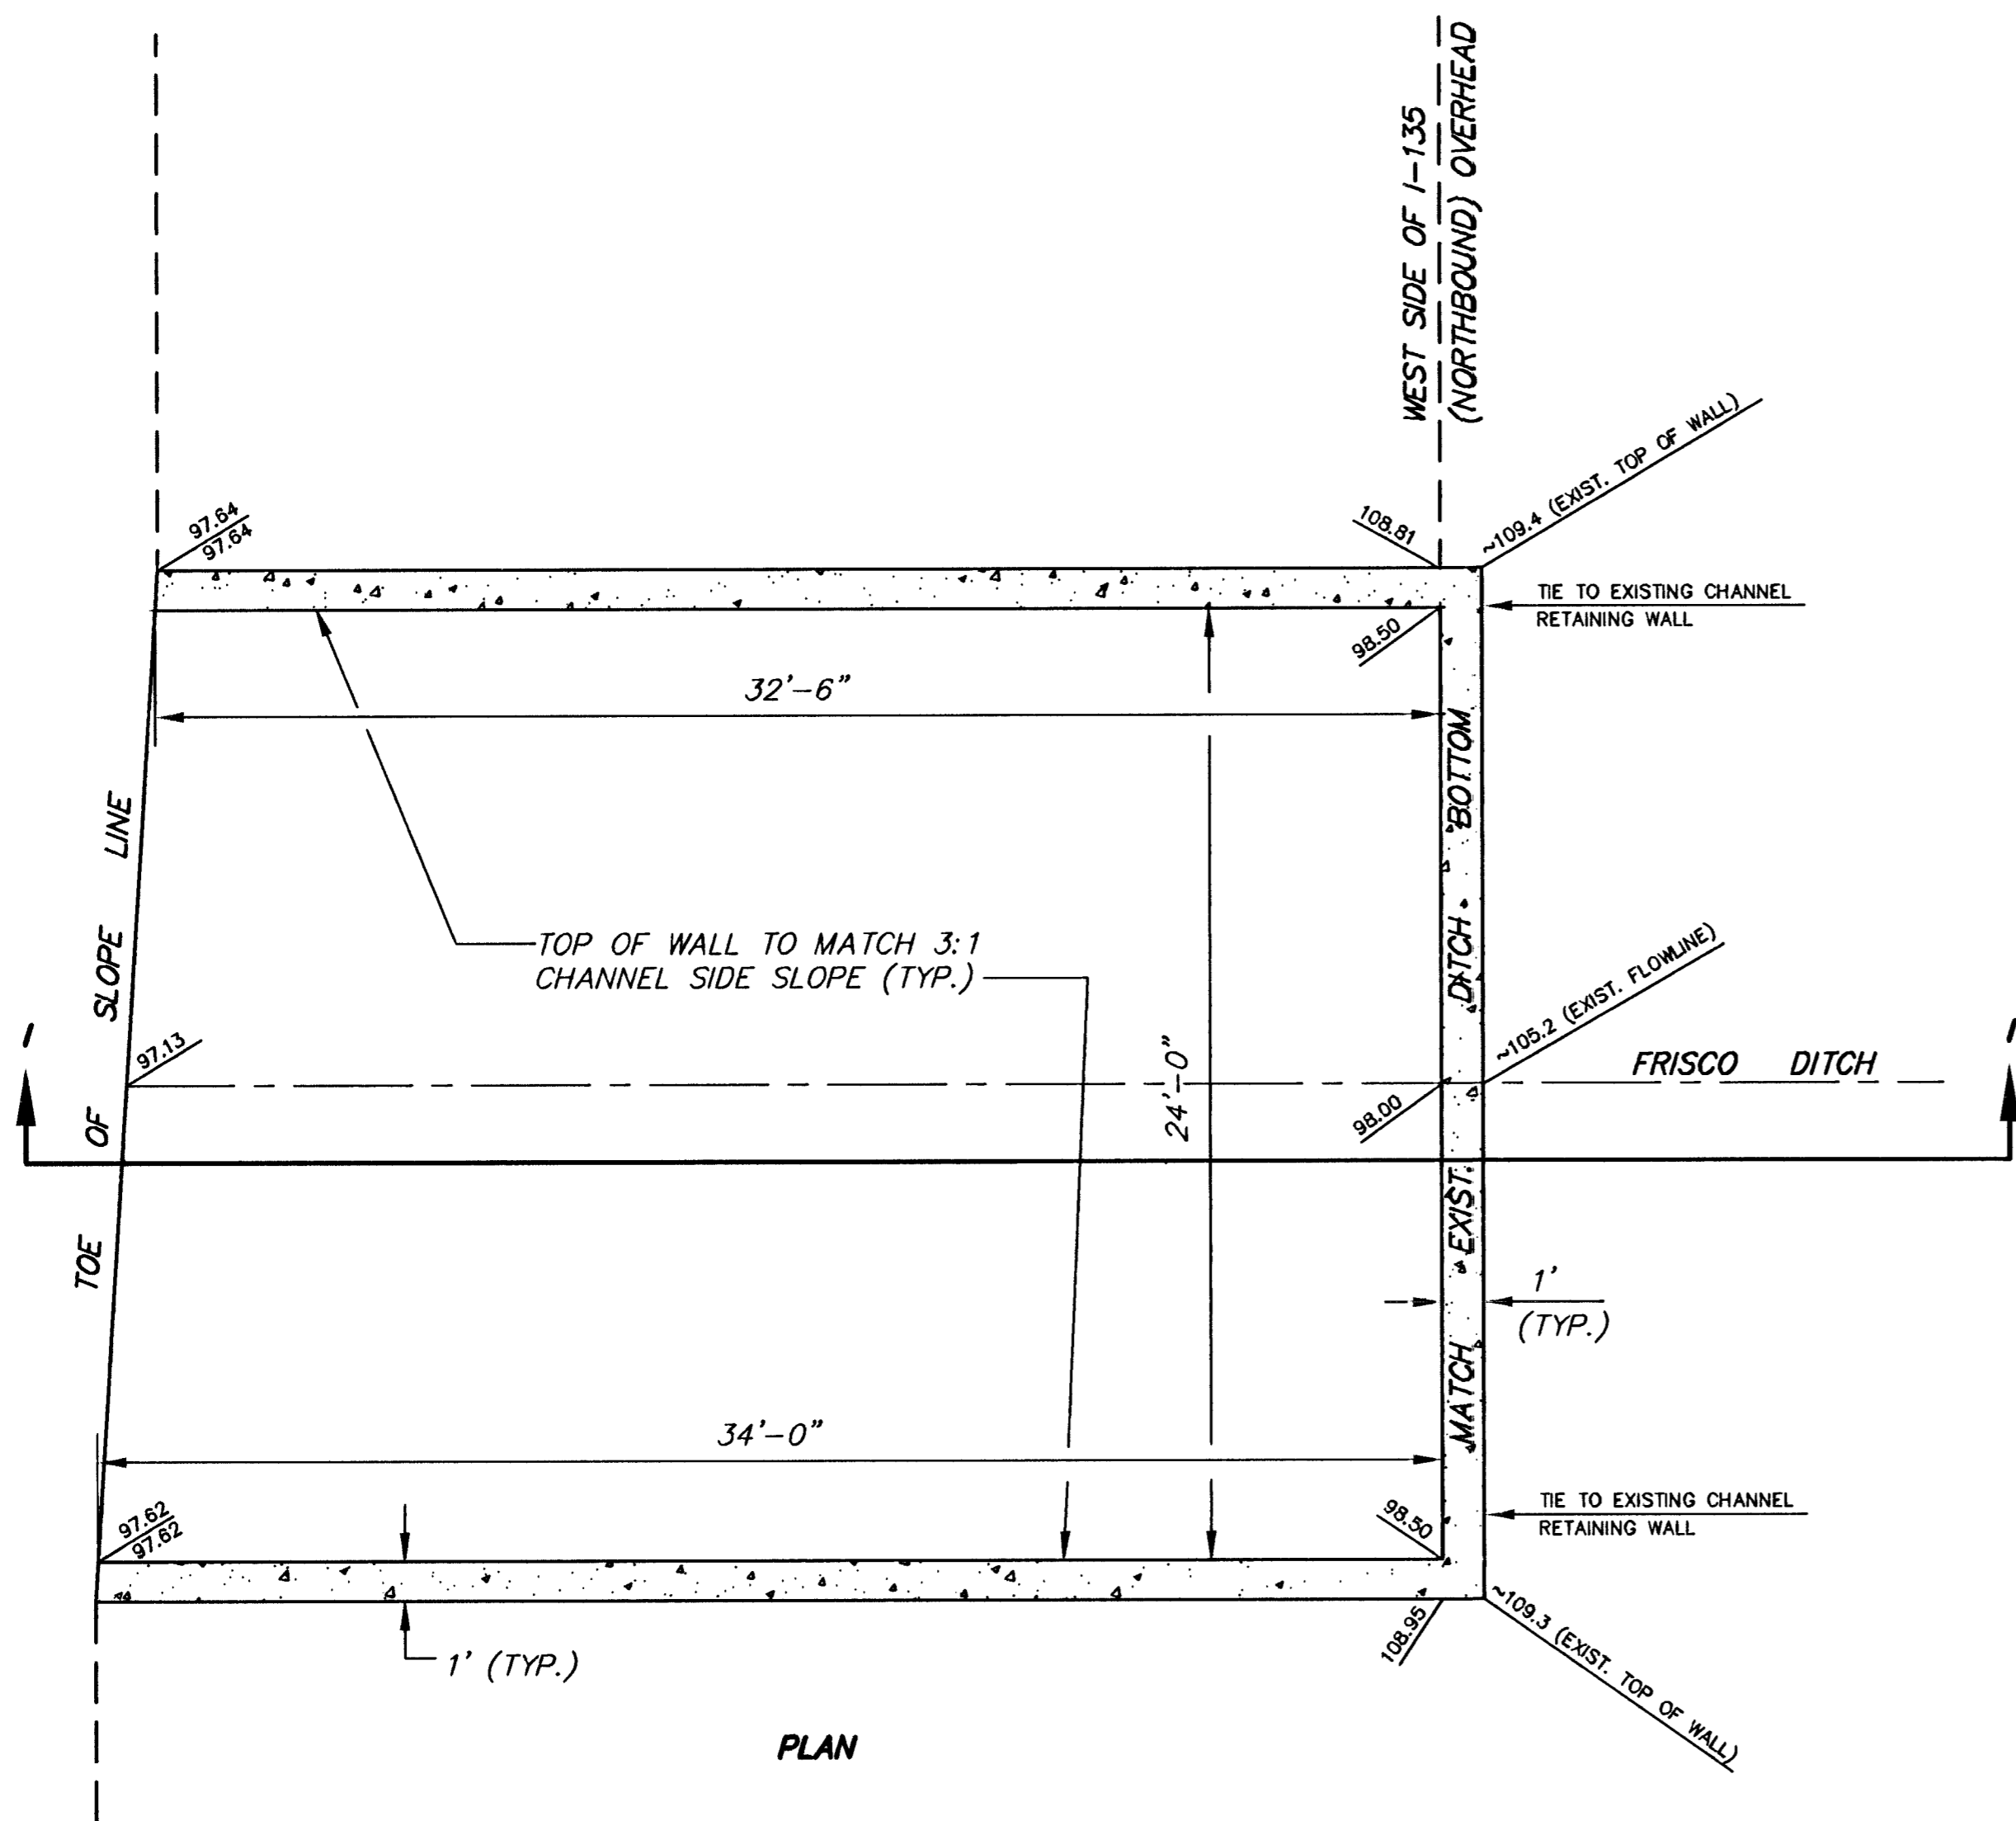 WEST SIDE OF I-135
(NORTHBOUND) OVERHEAD
~109.4 (EXIST. TOP OF WALL)
97.64
97.64
108.81
TIE TO EXISTING CHANNEL
RETAINING WALL
98.50
32'-6"
TOP OF WALL TO MATCH 3:1
CHANNEL SIDE SLOPE (TYP.)
TOE OF SLOPE LINE
MATCH EXIST. DITCH BOTTOM
24'-0"
97.13
~105.2 (EXIST. FLOWLINE)
FRISCO DITCH
98.00
1'
(TYP.)
34'-0"
97.62
97.62
98.50
TIE TO EXISTING CHANNEL
RETAINING WALL
1' (TYP.)
108.95
~109.3 (EXIST. TOP OF WALL)
PLAN